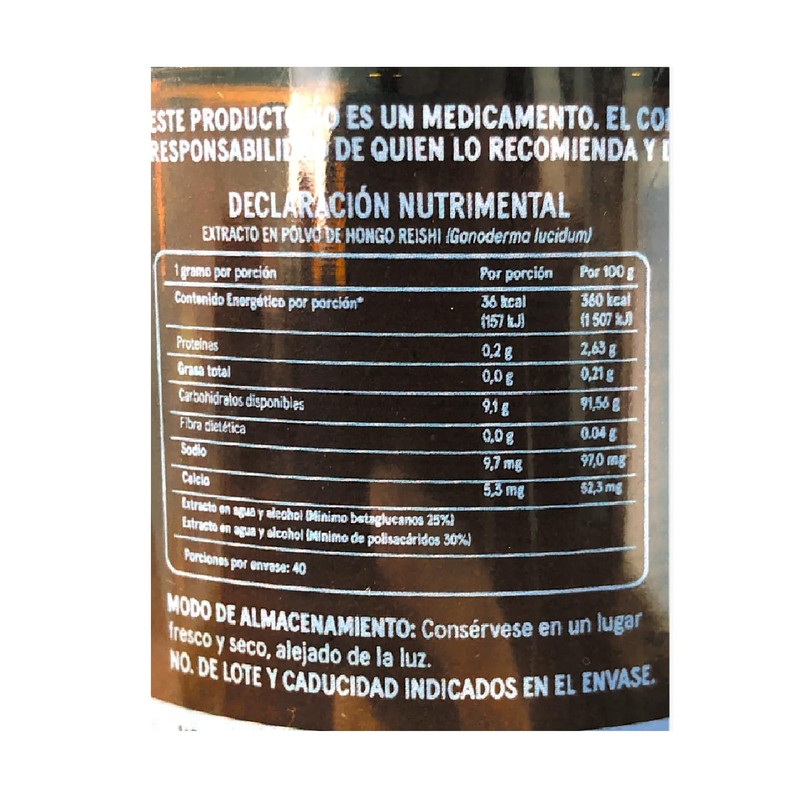 ESTE PRODUCTO NO ES UN MEDICAMENTO. EL CO
RESPONSABILIDAD DE QUIEN LO RECOMIENDA Y
DECLARACIÓN NUTRIMENTAL
EXTRACTO EN POLVO DE HONGO REISHI (Ganoderma lucidum)
1 gramo por porción Por porción Por 100 g
Contenido Energético por porción* 36 kcal 360 kcal
(157 kJ) (1 507 kJ)
Proteínas 0,2 g 2,63 g
Grasa total 0,0 g 0,21 g
Carbohidratos disponibles 9,1 g 91,56 g
Fibra dietética 0,0 g 0.04 g
Sodio 9,7 mg 97,0 mg
Calcio 5,3 mg 52,3 mg
Extracto en agua y alcohol (Mínimo betaglucanos 25%)
Extracto en agua y alcohol (Mínimo de polisacáridos 30%)
Porciones por envase: 40
MODO DE ALMACENAMIENTO: Consérvese en un lugar
fresco y seco, alejado de la luz.
NO. DE LOTE Y CADUCIDAD INDICADOS EN EL ENVASE.